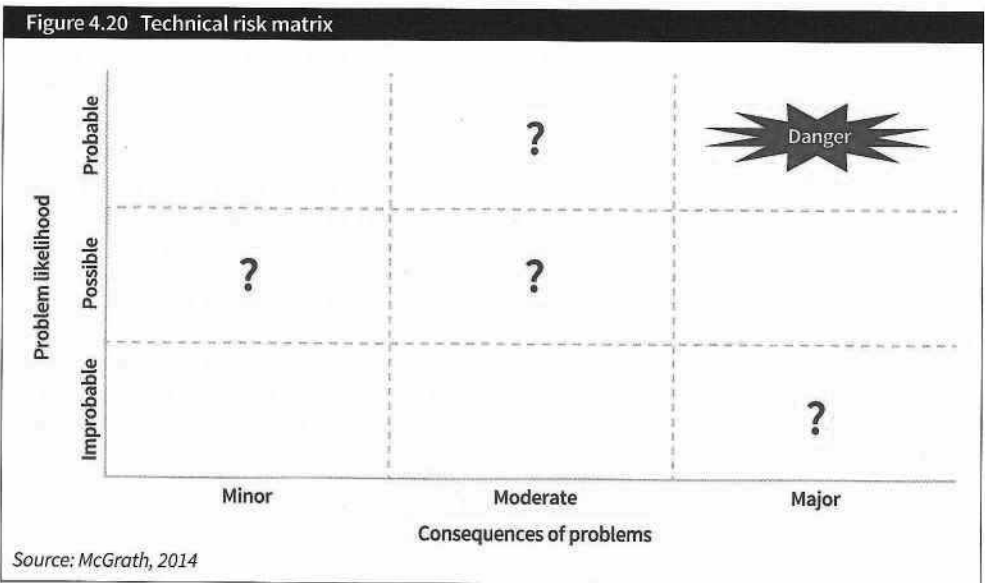 Figure 4.20 Technical risk matrix
Problem likelihood
Probable
?
Danger
Possible
?
?
Improbable
?
Minor
Moderate
Major
Consequences of problems
Source: McGrath, 2014